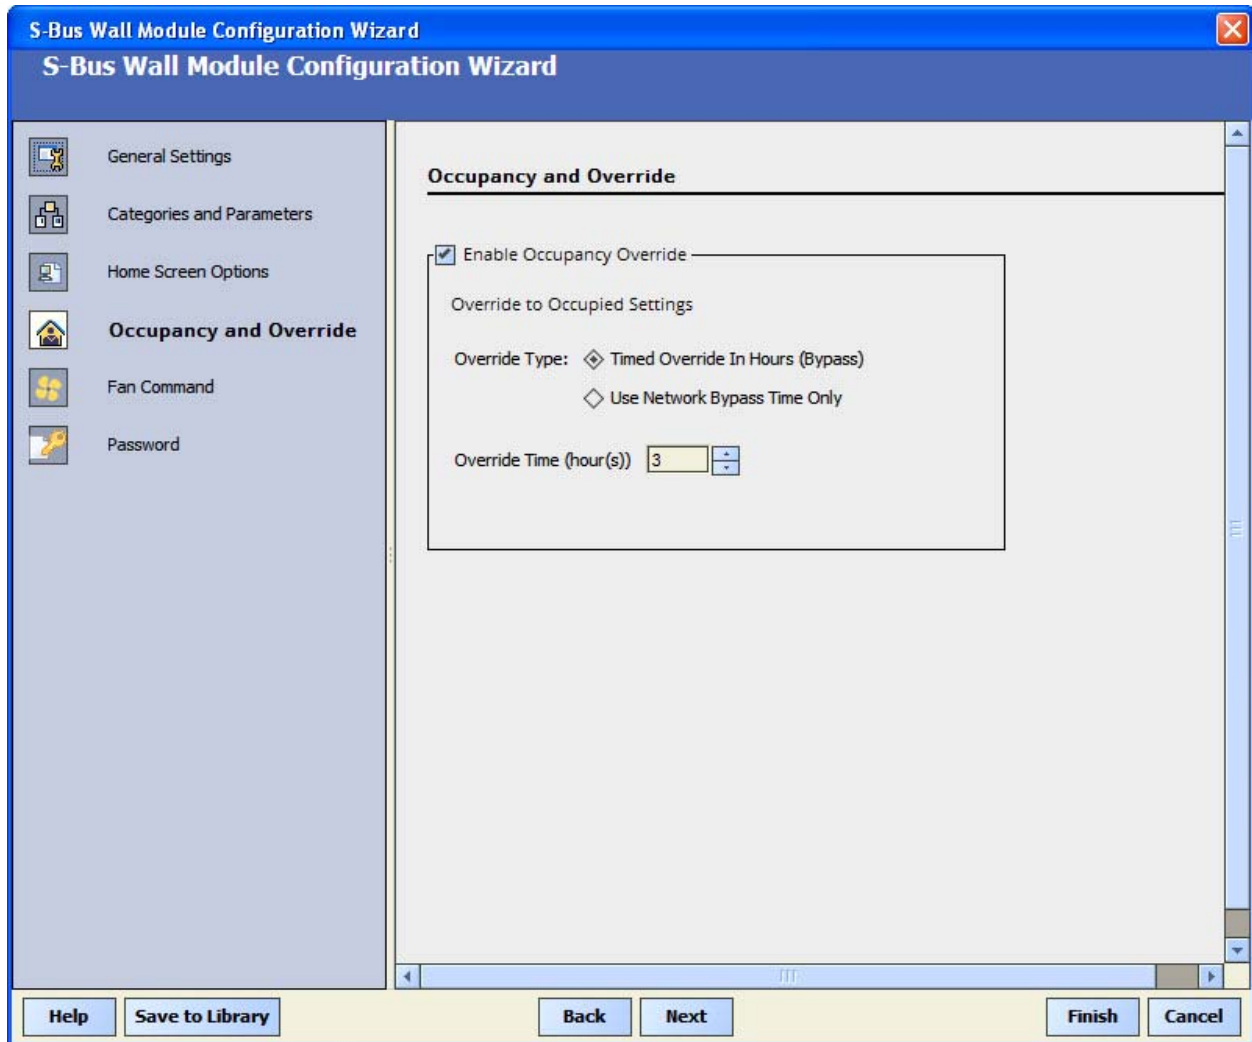 S-Bus Wall Module Configuration Wizard
S-Bus Wall Module Configuration Wizard
General Settings
Categories and Parameters
Home Screen Options
Occupancy and Override
Fan Command
Password
Occupancy and Override
Enable Occupancy Override
Override to Occupied Settings
Override Type: Timed Override In Hours (Bypass)
Use Network Bypass Time Only
Override Time (hour(s)) 3
Help Save to Library Back Next Finish Cancel